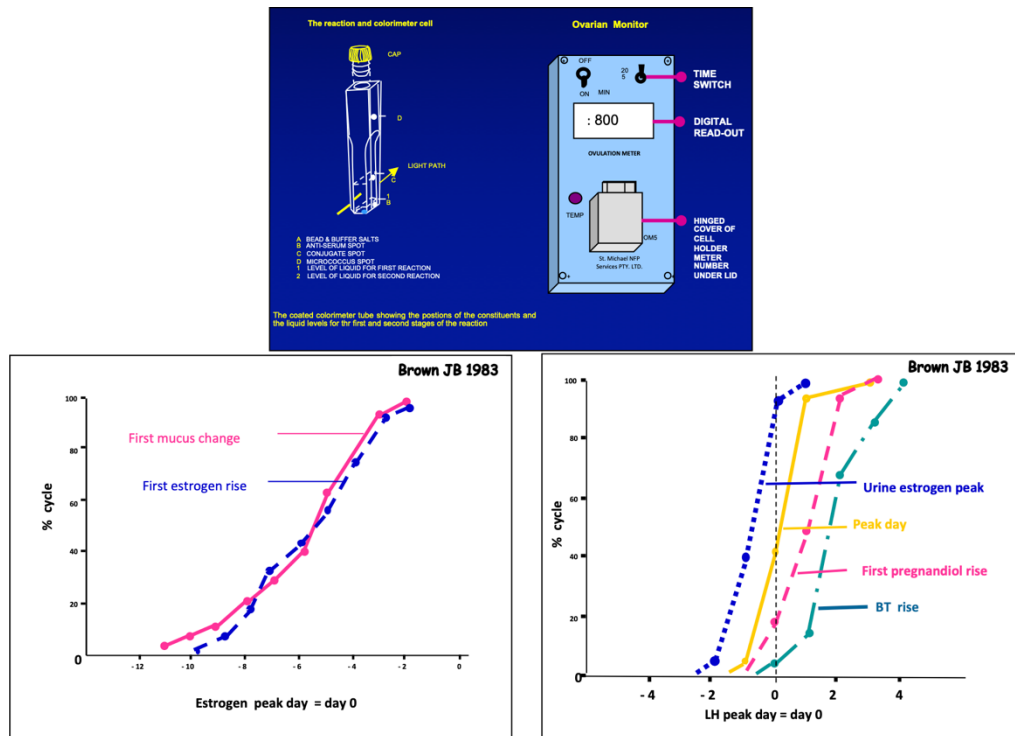 The reaction and colorimeter cell
CAP
D
LIGHT PATH
C
1
B
A BEAD & BUFFER SALTS
B ANTI-SERUM SPOT
C CONJUGATE SPOT
D MICROCOCCUS SPOT
1 LEVEL OF LIQUID FOR FIRST REACTION
2 LEVEL OF LIQUID FOR SECOND REACTION
The coated colorimeter tube showing the postions of the constituents and
the liquid levels for thr first and second stages of the reaction
Ovarian Monitor
OFF
ON
MIN
20
5
TIME
SWITCH
: 800
DIGITAL
READ-OUT
OVULATION METER
TEMP
OM5
St. Michael NFP
Services PTY. LTD.
HINGED
COVER OF
CELL
HOLDER
METER
NUMBER
UNDER LID
Brown JB 1983
100
80
60
40
20
0
% cycle
First mucus change
First estrogen rise
-12
-10
-8
-6
-4
-2
0
Estrogen peak day = day 0
Brown JB 1983
100
80
60
40
20
0
% cycle
Urine estrogen peak
Peak day
First pregnandiol rise
BT rise
- 4
- 2
0
2
4
LH peak day = day 0